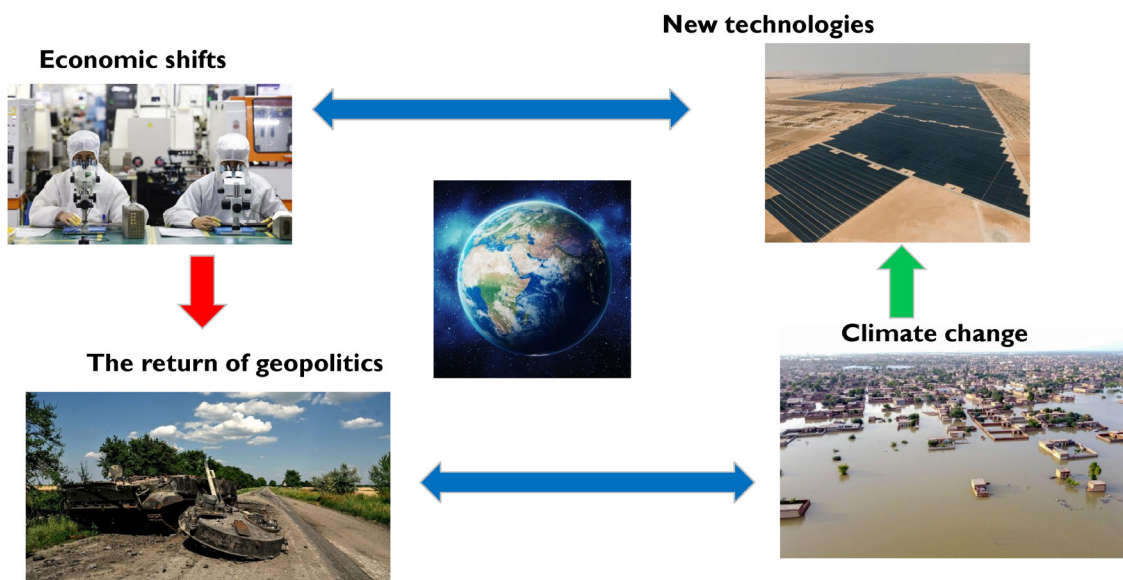 New technologies
Economic shifts
Climate change
The return of geopolitics